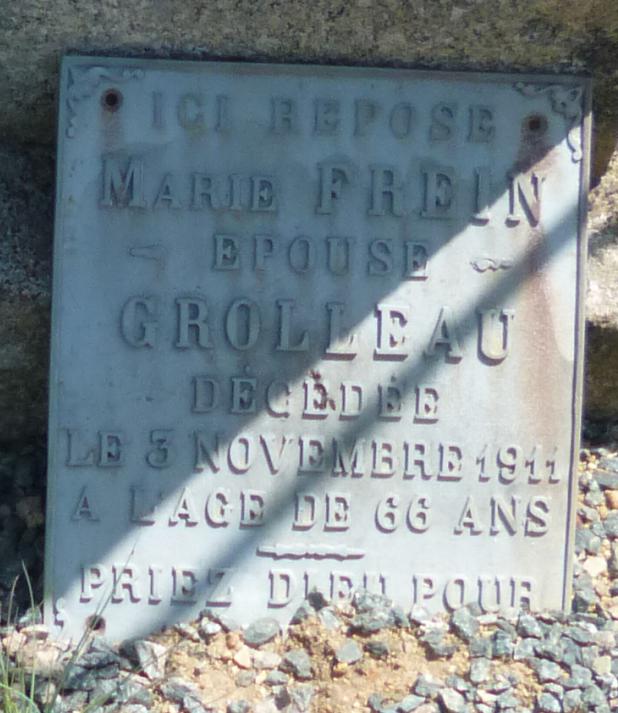 ICI REPOSE
MARIE FREIN
EPOUSE
GROLLEAU
DÉCÉDÉE
LE 3 NOVEMBRE 1911
A L'AGE DE 66 ANS
PRIEZ DIEU POUR